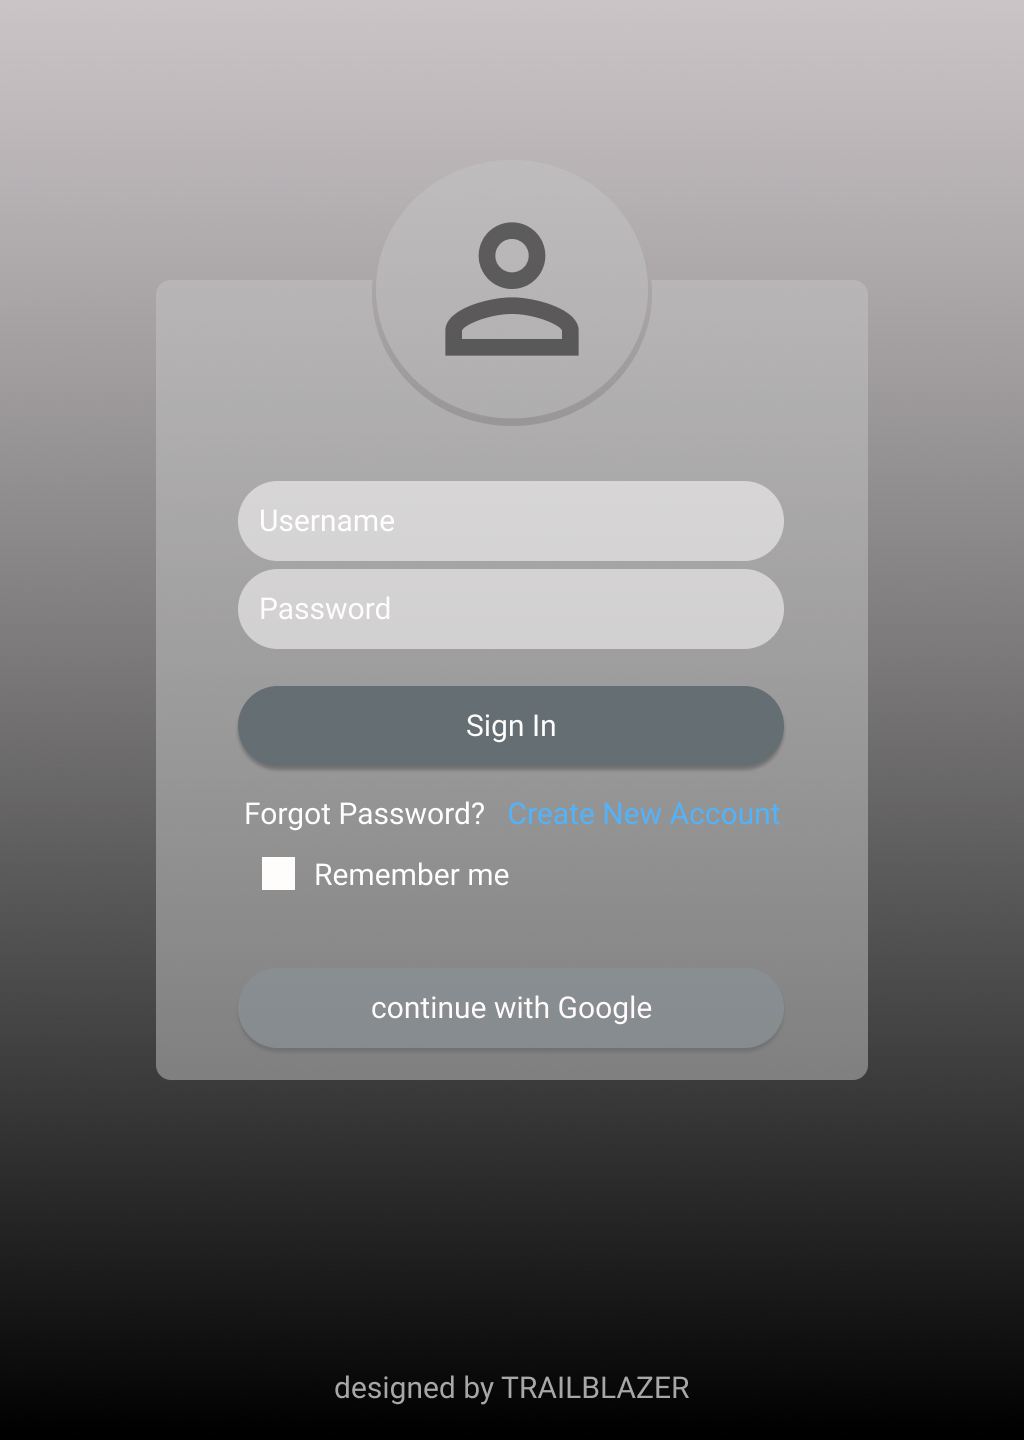 Username
Password
Sign In
Forgot Password? Create New Account
Remember me
continue with Google
designed by TRAILBLAZER